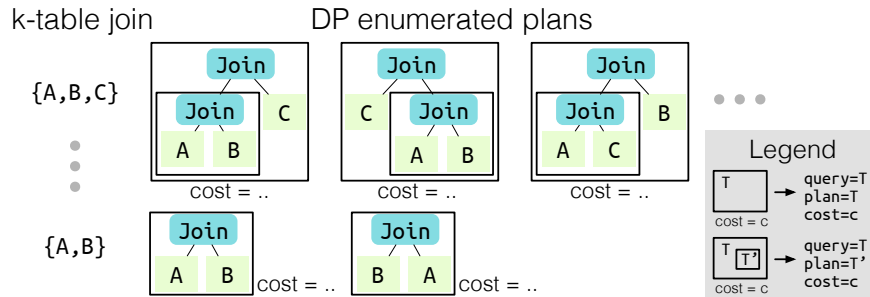 k-table join
DP enumerated plans
{A,B,C}
Join
Join
C
A
B
cost = ..
Join
C
Join
A
B
cost = ..
Join
Join
B
A
C
cost = ..
{A,B}
Join
A
B
cost = ..
Join
B
A
cost = ..
Legend
T
cost = c
query=T
plan=T
cost=c
T
T'
cost = c
query=T
plan=T'
cost=c